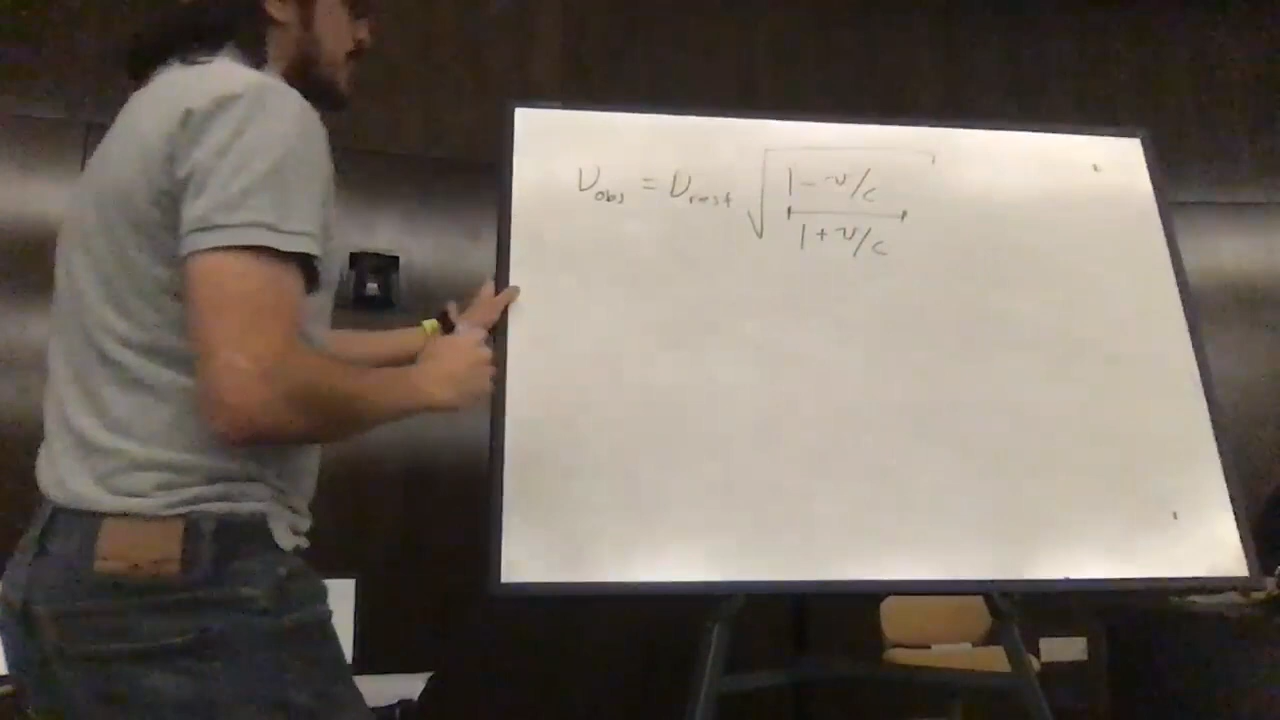 ν_obs = ν_rest √((1 - v/c)/(1 + v/c))